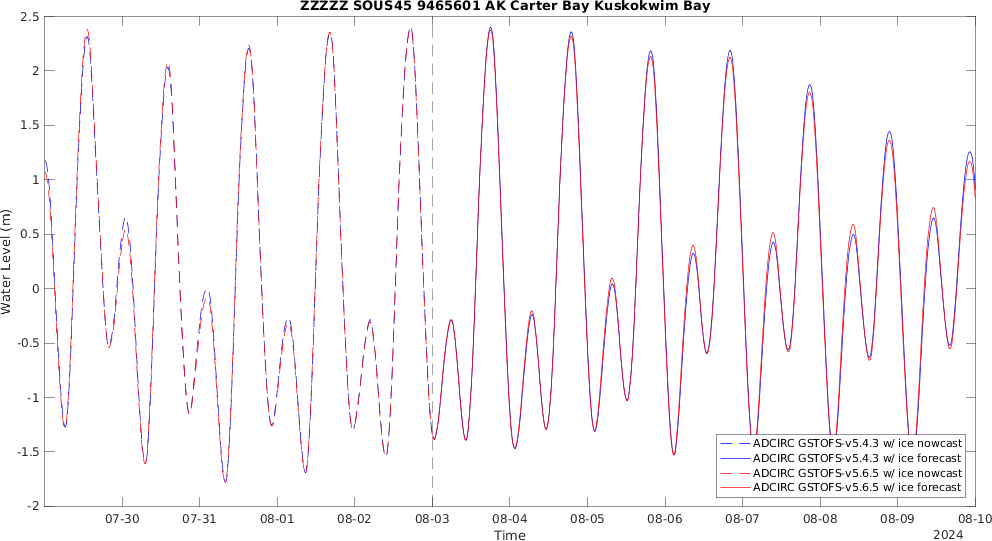 ZZZZZ SOUS45 9465601 AK Carter Bay Kuskokwim Bay
2.5
2
1.5
1
0.5
0
-0.5
-1
-1.5
-2
Water Level (m)
07-30 07-31 08-01 08-02 08-03 08-04 08-05 08-06 08-07 08-08 08-09 08-10
Time
2024
ADCIRC GSTOFS-v5.4.3 w/ ice nowcast
ADCIRC GSTOFS-v5.4.3 w/ ice forecast
ADCIRC GSTOFS-v5.6.5 w/ ice nowcast
ADCIRC GSTOFS-v5.6.5 w/ ice forecast